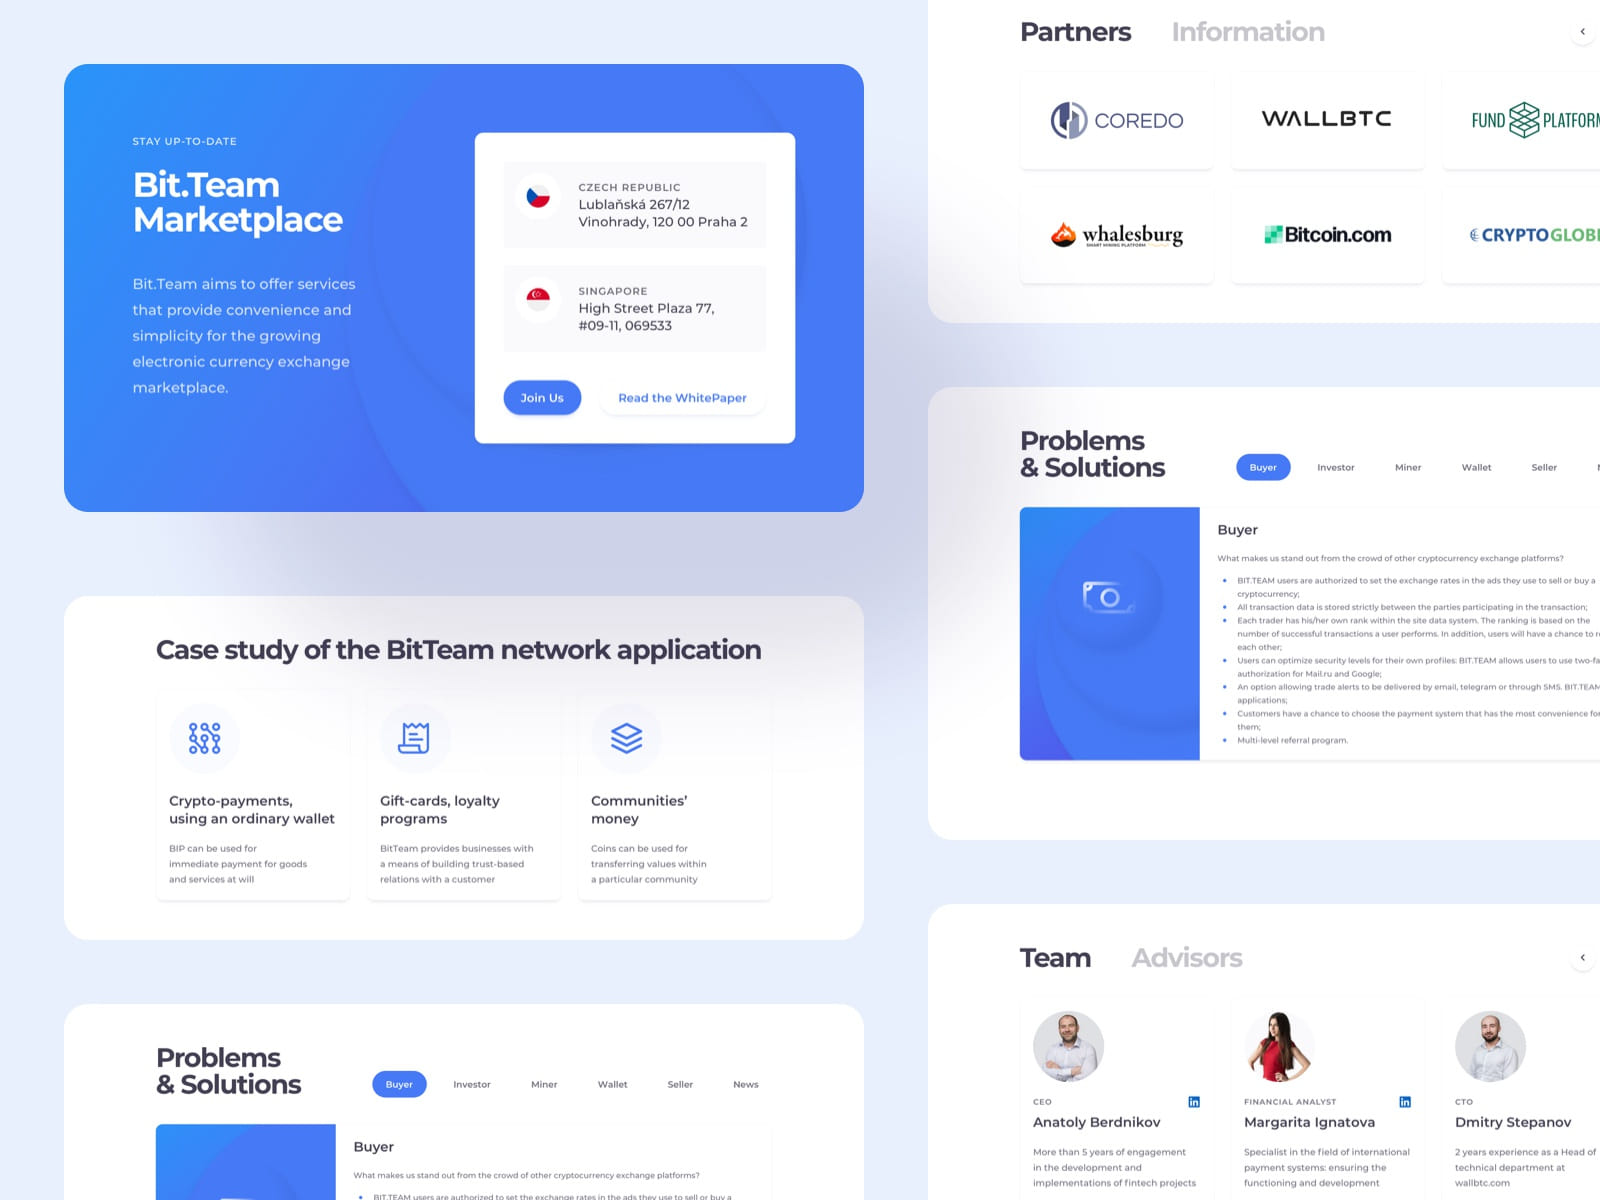 STAY UP-TO-DATE
Bit.Team
Marketplace
Bit.Team aims to offer services
that provide convenience and
simplicity for the growing
electronic currency exchange
marketplace.
CZECH REPUBLIC
Lublaňská 267/12
Vinohrady, 120 00 Praha 2
SINGAPORE
High Street Plaza 77,
#09-11, 069533
Join Us
Read the WhitePaper
Case study of the BitTeam network application
Crypto-payments,
using an ordinary wallet
BIP can be used for
immediate payment for goods
and services at will
Gift-cards, loyalty
programs
BitTeam provides businesses with
a means of building trust-based
relations with a customer
Communities’
money
Coins can be used for
transferring values within
a particular community
Problems
& Solutions
Buyer
Investor
Miner
Wallet
Seller
News
Buyer
What makes us stand out from the crowd of other cryptocurrency exchange platforms?
BIT.TEAM users are authorized to set the exchange rates in the ads they use to sell or buy a
Partners
Information
COREDO
WALLBTC
FUND PLATFORM
whalesburg
SMART MINING PLATFORM
Bitcoin.com
CRYPTOGLOBE
Problems
& Solutions
Buyer
Investor
Miner
Wallet
Seller
Buyer
What makes us stand out from the crowd of other cryptocurrency exchange platforms?
BIT.TEAM users are authorized to set the exchange rates in the ads they use to sell or buy a
cryptocurrency;
All transaction data is stored strictly between the parties participating in the transaction;
Each trader has his/her own rank within the site data system. The ranking is based on the
number of successful transactions a user performs. In addition, users will have a chance to
each other;
Users can optimize security levels for their own profiles: BIT.TEAM allows users to use two-fa
authorization for Mail.ru and Google;
An option allowing trade alerts to be delivered by email, telegram or through SMS. BIT.TEAM
applications;
Customers have a chance to choose the payment system that has the most convenience for
them;
Multi-level referral program.
Team
Advisors
CEO
in
Anatoly Berdnikov
More than 5 years of engagement
in the development and
implementations of fintech projects
FINANCIAL ANALYST
in
Margarita Ignatova
Specialist in the field of international
payment systems: ensuring the
functioning and development
CTO
Dmitry Stepanov
2 years experience as a Head of
technical department at
wallbtc.com